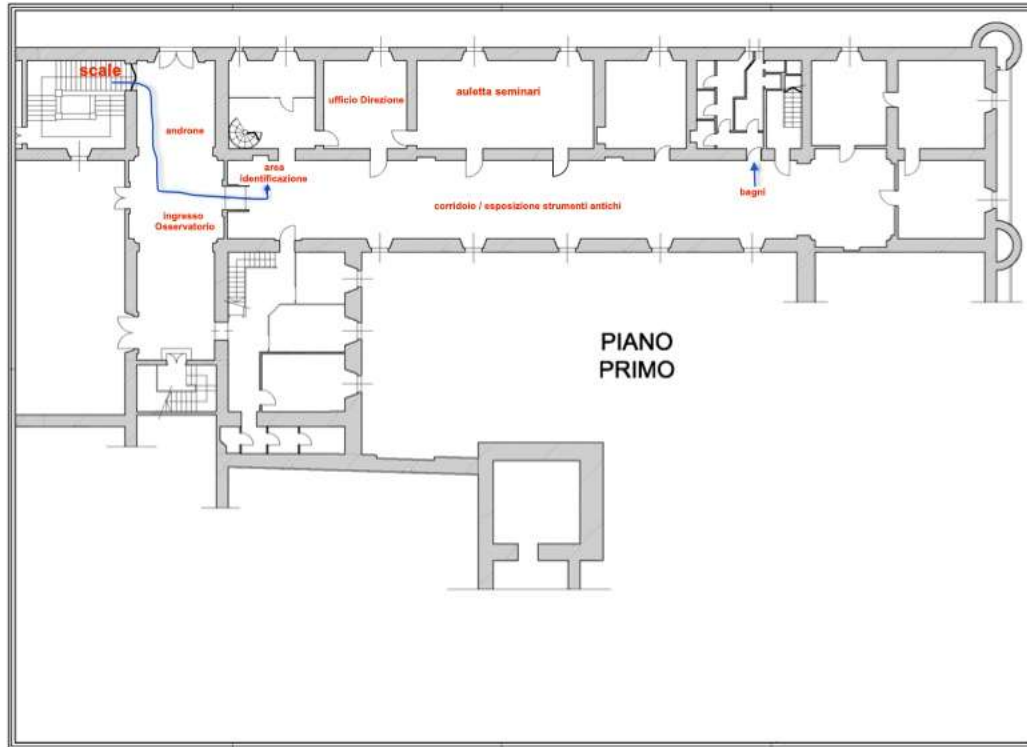 scale
ufficio Direzione
auletta seminari
androne
area
identificazione
bagni
corridoio / esposizione strumenti antichi
ingresso
Osservatorio
PIANO
PRIMO